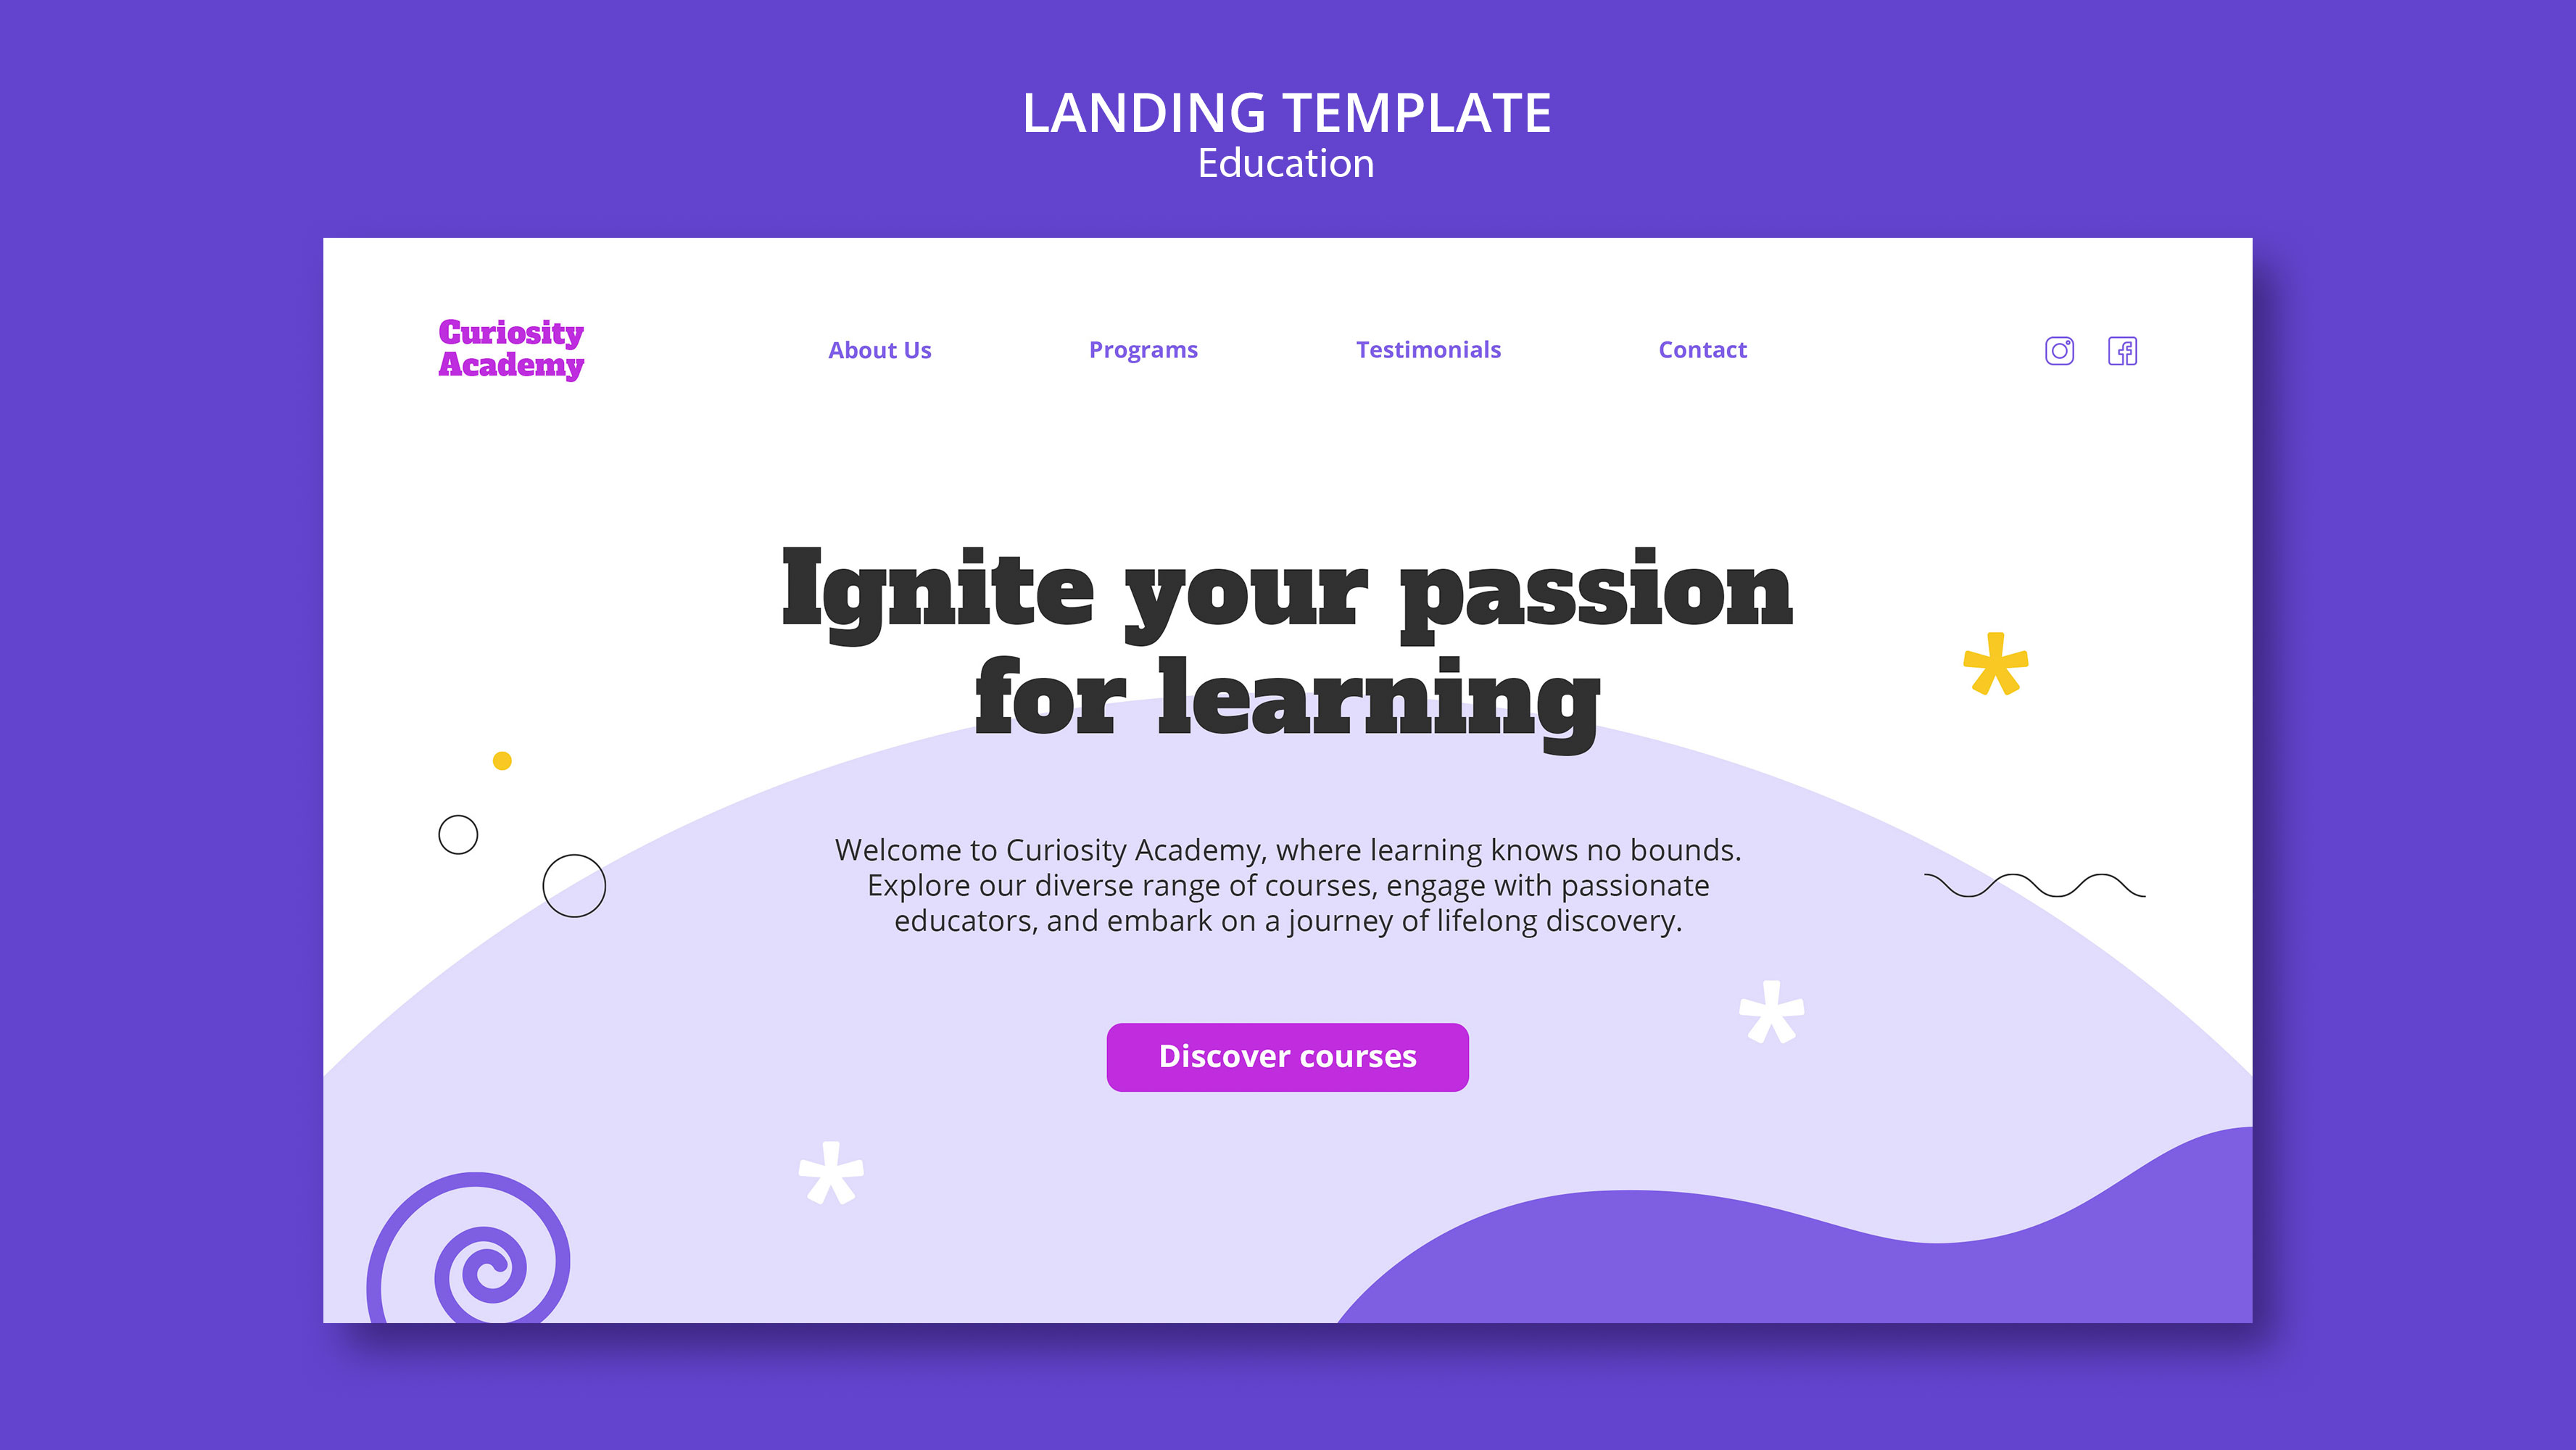 LANDING TEMPLATE
Education
Curiosity
Academy
About Us
Programs
Testimonials
Contact
Ignite your passion
for learning
Welcome to Curiosity Academy, where learning knows no bounds.
Explore our diverse range of courses, engage with passionate
educators, and embark on a journey of lifelong discovery.
Discover courses